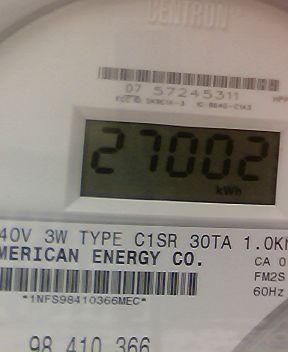 CENTRON®
07 57245311
27002
kWh
40V 3W TYPE C1SR 30TA 1.0K
MERICAN ENERGY CO.
CA 0
FM2S
60Hz
*1NFS98410366MEC*
98 410 366